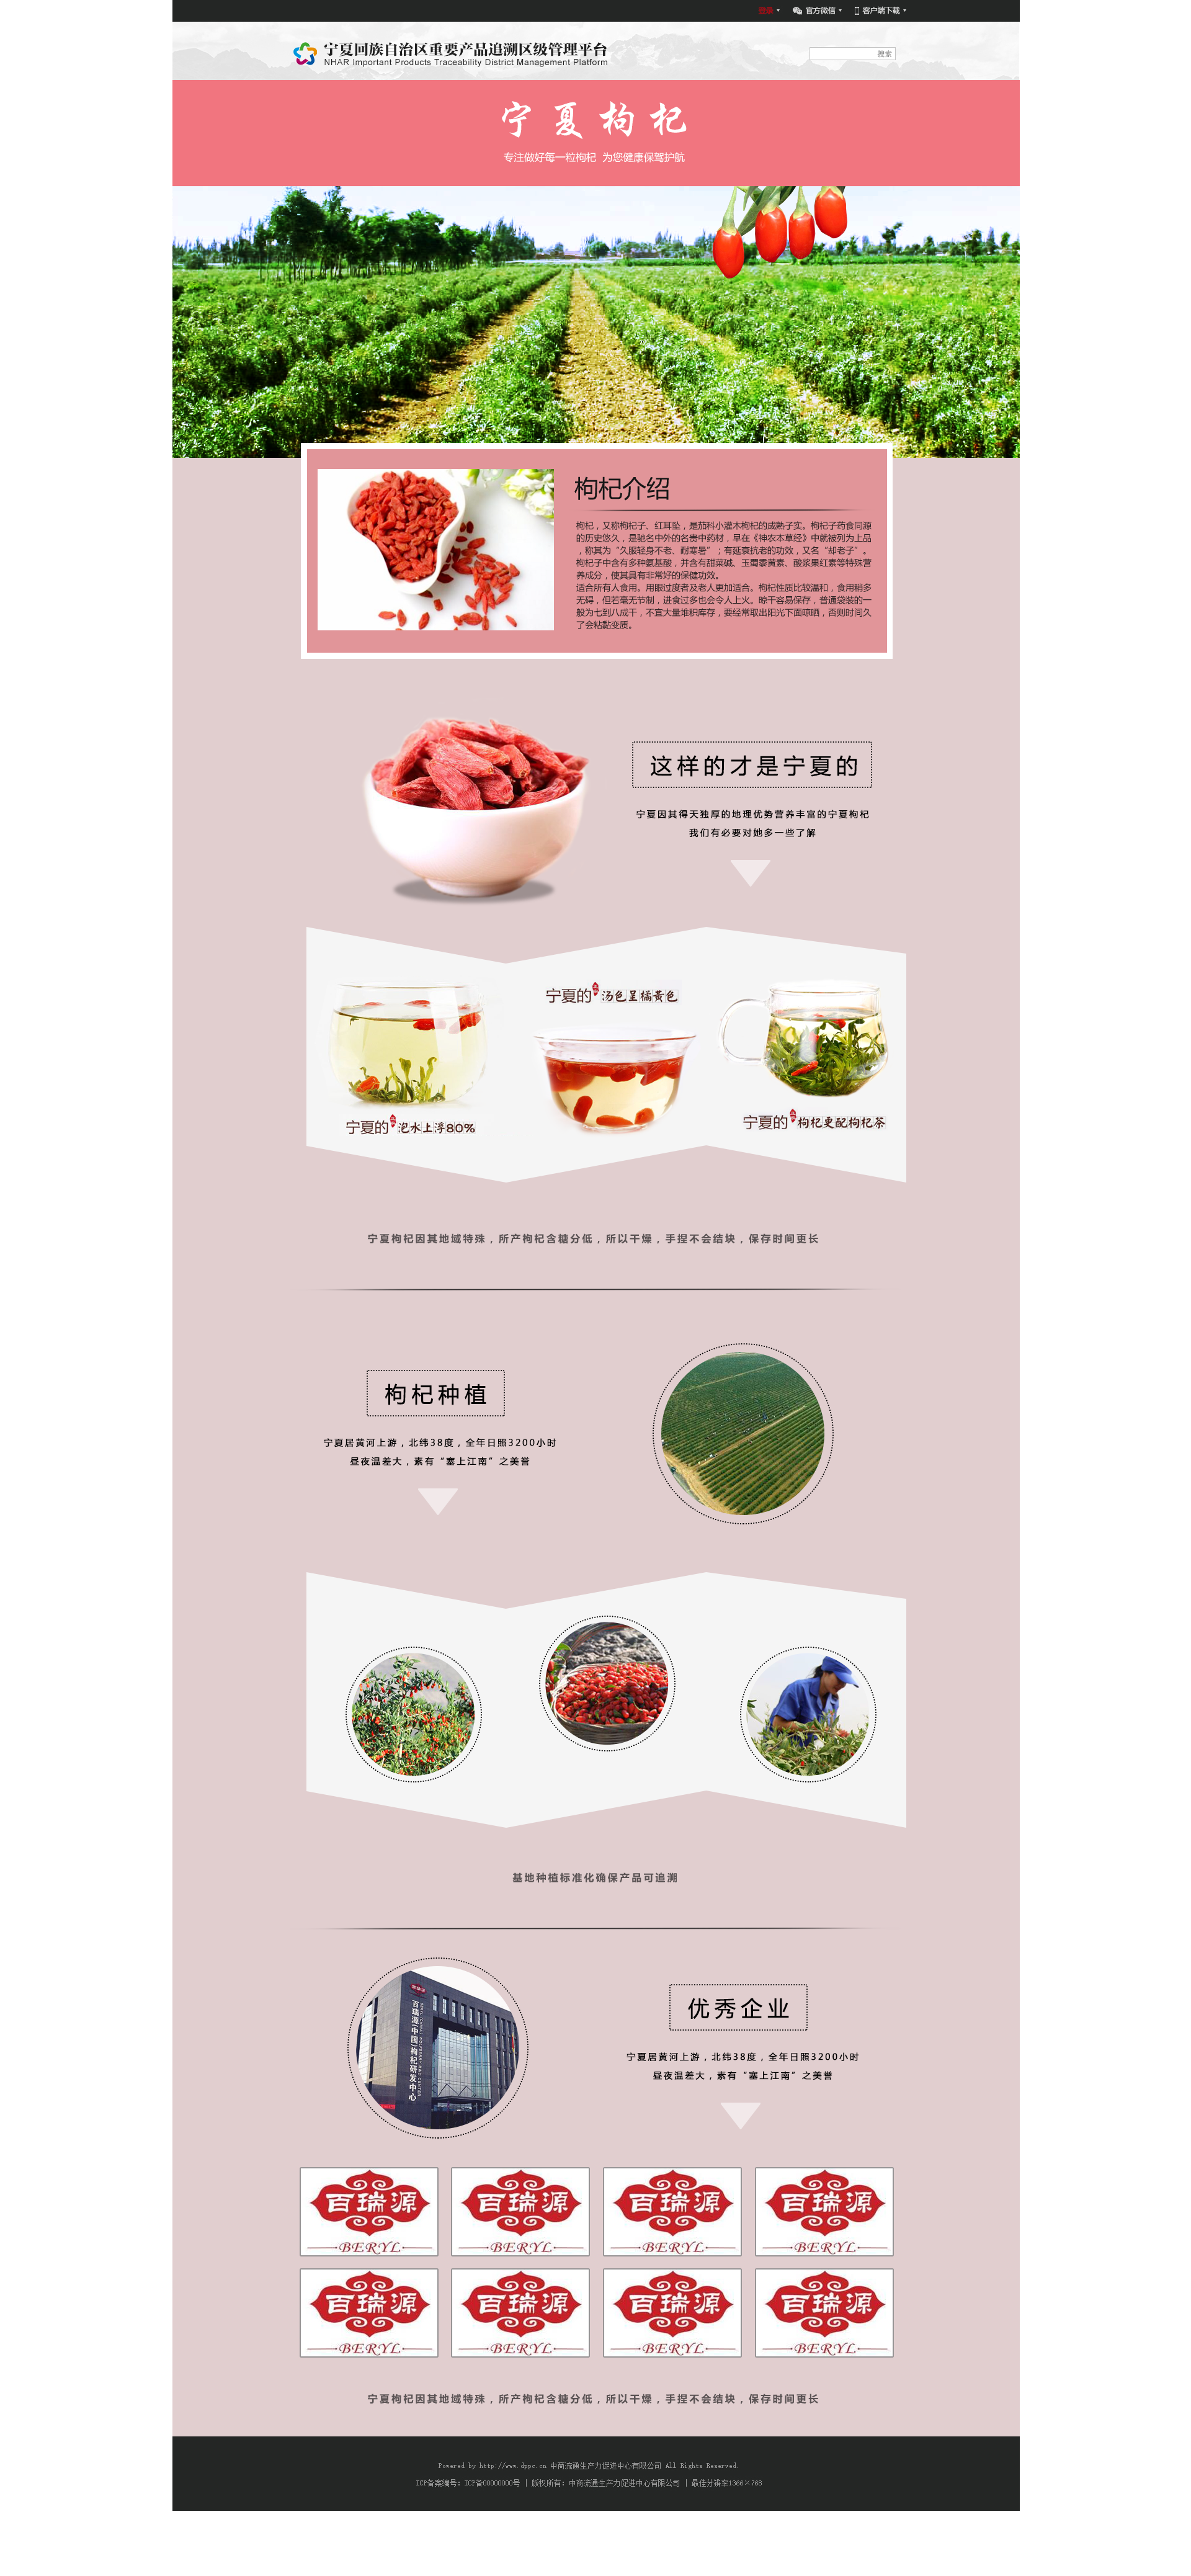 登录
官方微信
客户端下载
宁夏回族自治区重要产品追溯区级管理平台
NHAR Important Products Traceability District Management Platform
搜索
宁夏枸杞
专注做好每一粒枸杞 为您健康保驾护航
枸杞介绍
枸杞，又称枸杞子、红耳坠，是茄科小灌木枸杞的成熟子实。枸杞子药食同源
的历史悠久，是驰名中外的名贵中药材，早在《神农本草经》中就被列为上品
，称其为“久服轻身不老、耐寒暑”；有延衰抗老的功效，又名“却老子”。
枸杞子中含有多种氨基酸，并含有甜菜碱、玉蜀黍黄素、酸浆果红素等特殊营
养成分，使其具有非常好的保健功效。
适合所有人食用。用眼过度者及老人更加适合。枸杞性质比较温和，食用稍多
无碍，但若毫无节制，进食过多也会令人上火。晾干容易保存，普通袋装的一
般为七到八成干，不宜大量堆积库存，要经常取出阳光下面晾晒，否则时间久
了会粘黏变质。
这样的才是宁夏的
宁夏因其得天独厚的地理优势营养丰富的宁夏枸杞
我们有必要对她多一些了解
宁夏的 汤色呈橘黄色
宁夏的 泡水上浮80%
宁夏的 枸杞更配枸杞茶
宁夏枸杞因其地域特殊，所产枸杞含糖分低，所以干燥，手捏不会结块，保存时间更长
枸杞种植
宁夏居黄河上游，北纬38度，全年日照3200小时
昼夜温差大，素有“塞上江南”之美誉
基地种植标准化确保产品可追溯
百瑞源(中国)枸杞研发中心
优秀企业
宁夏居黄河上游，北纬38度，全年日照3200小时
昼夜温差大，素有“塞上江南”之美誉
百瑞源 百瑞源 百瑞源 百瑞源
BERYL BERYL BERYL BERYL
百瑞源 百瑞源 百瑞源 百瑞源
BERYL BERYL BERYL BERYL
宁夏枸杞因其地域特殊，所产枸杞含糖分低，所以干燥，手捏不会结块，保存时间更长
Powered by http://www.dppc.cn 中商流通生产力促进中心有限公司 All Rights Reserved.
ICP备案编号: ICP备00000000号 | 版权所有: 中商流通生产力促进中心有限公司 | 最佳分辨率1366×768